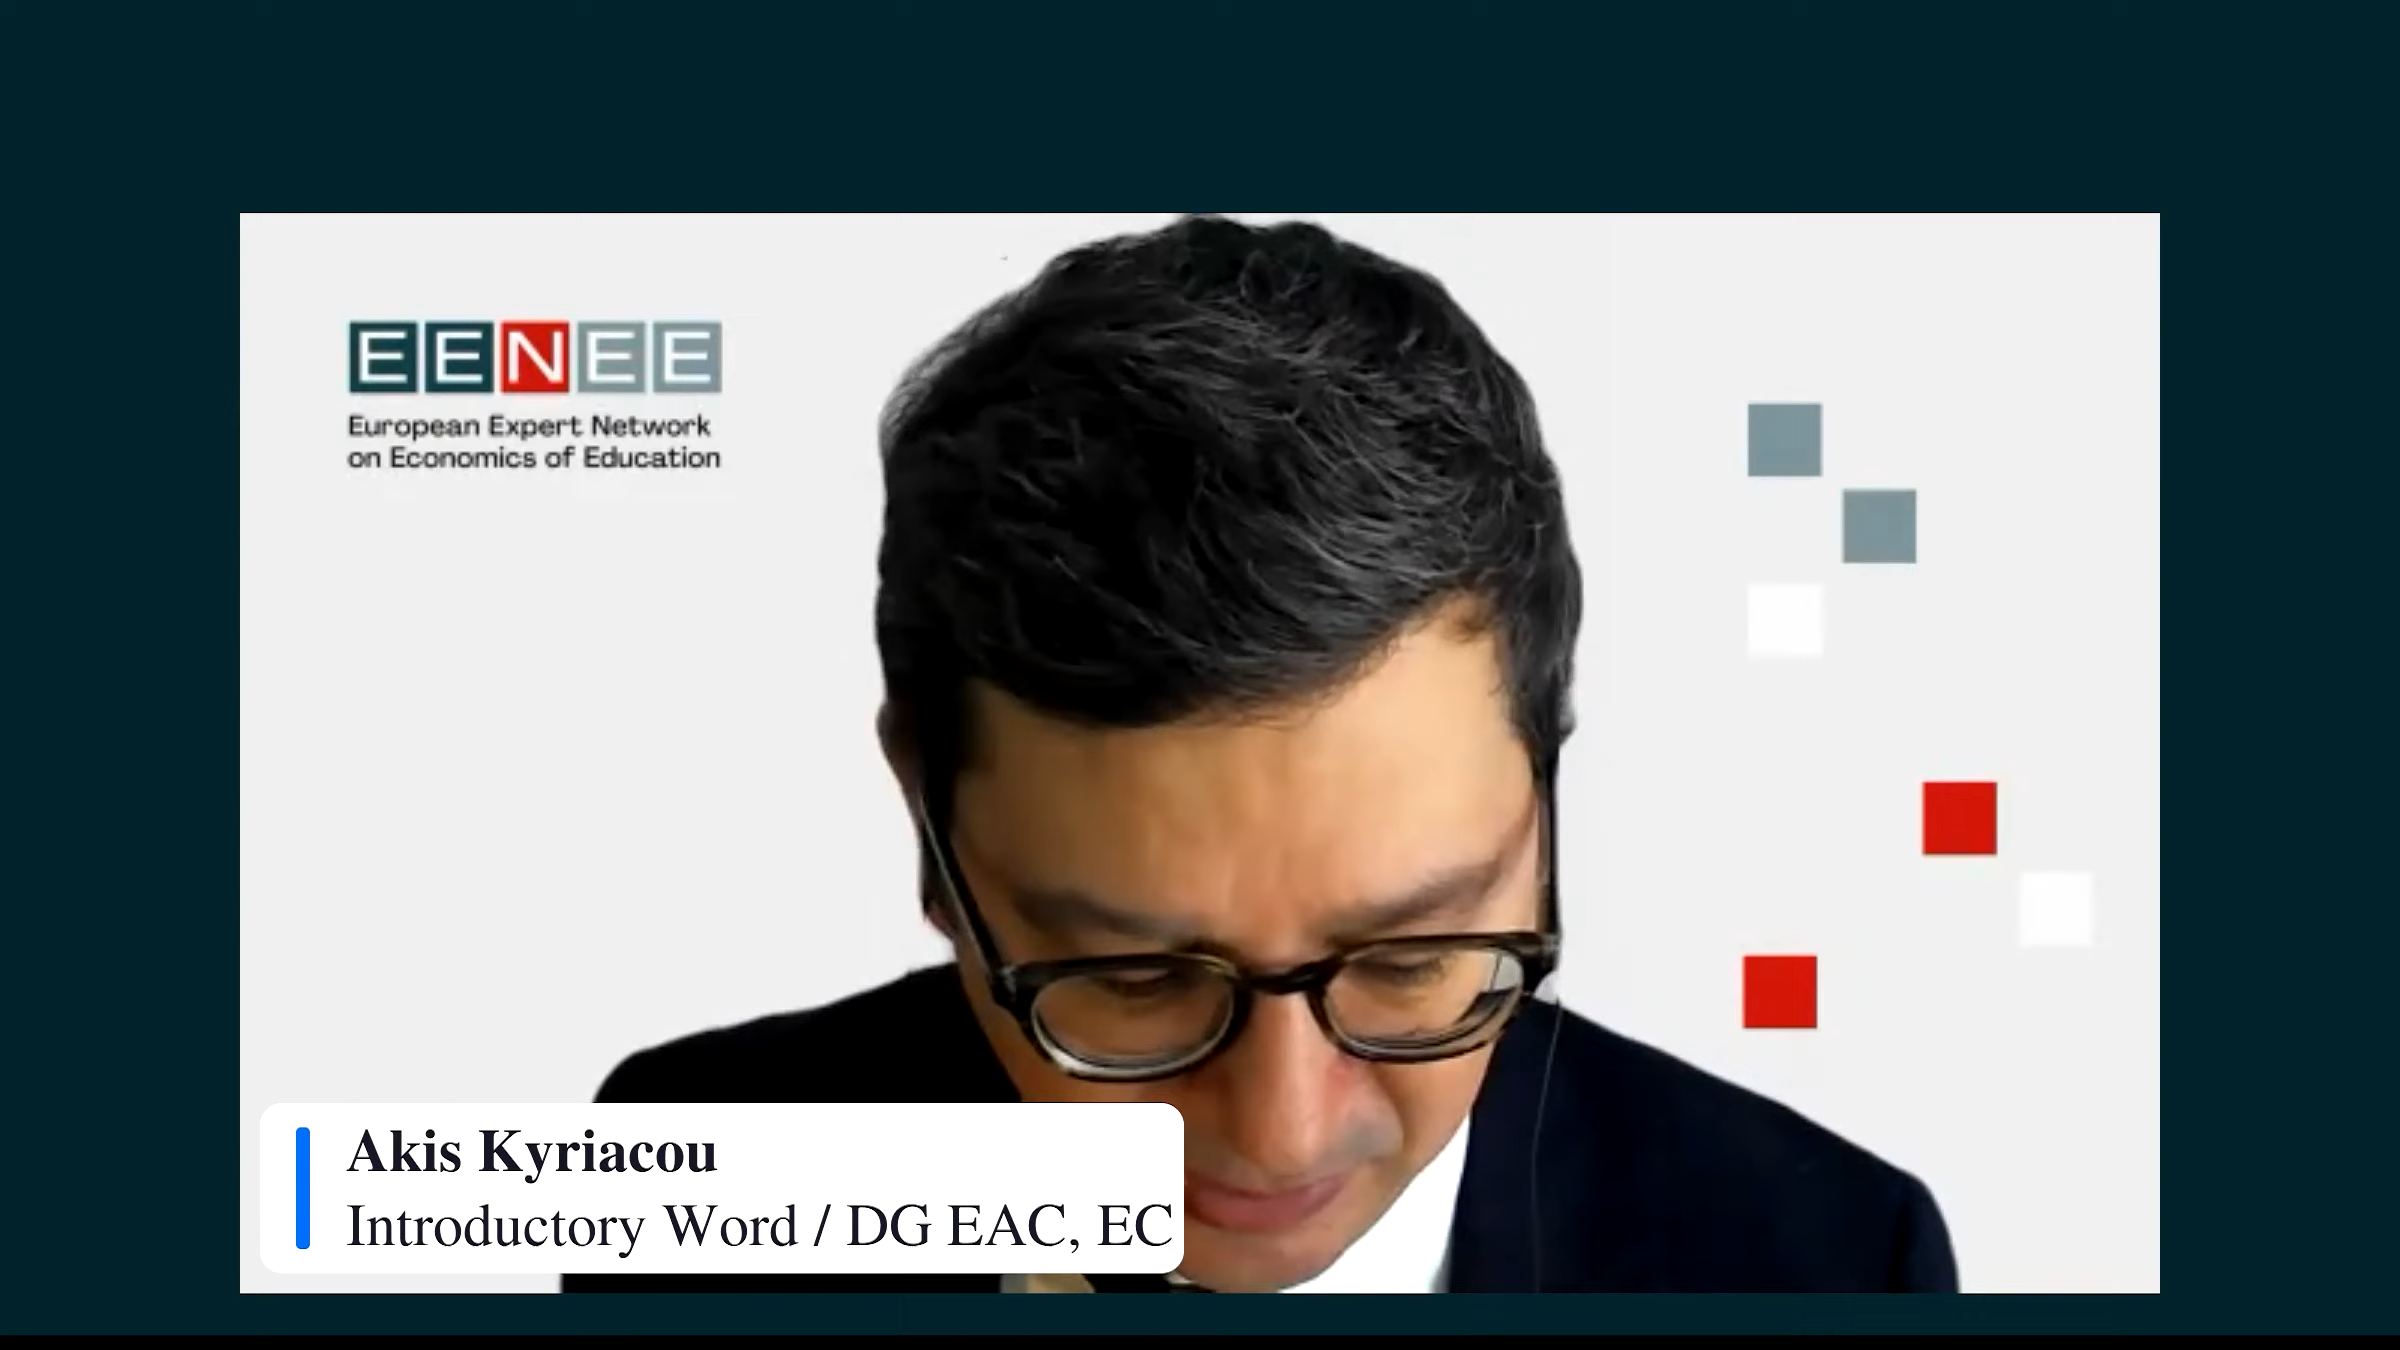 EENEE
European Expert Network
on Economics of Education
Akis Kyriacou
Introductory Word / DG EAC, EC